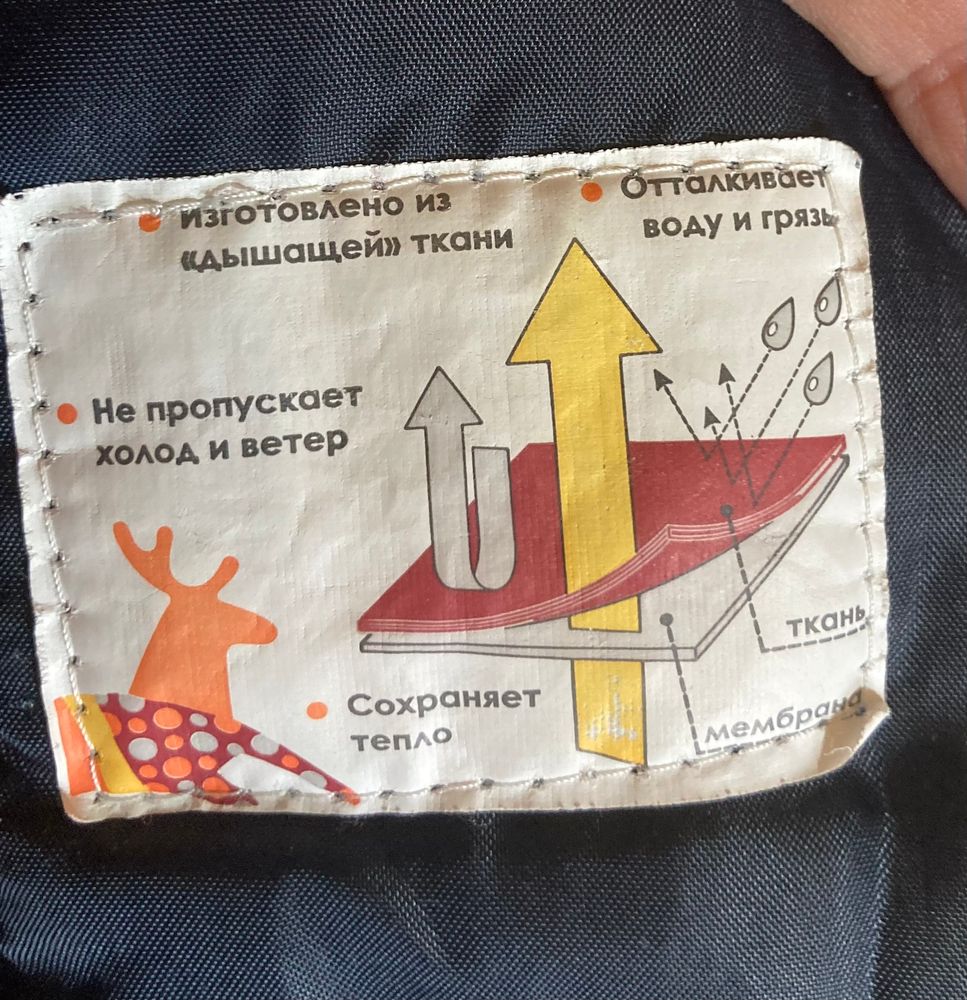 Изготовлено из
«дышащей» ткани
Отталкивает
воду и грязь
Не пропускает
холод и ветер
Сохраняет
тепло
ткань
мембрана